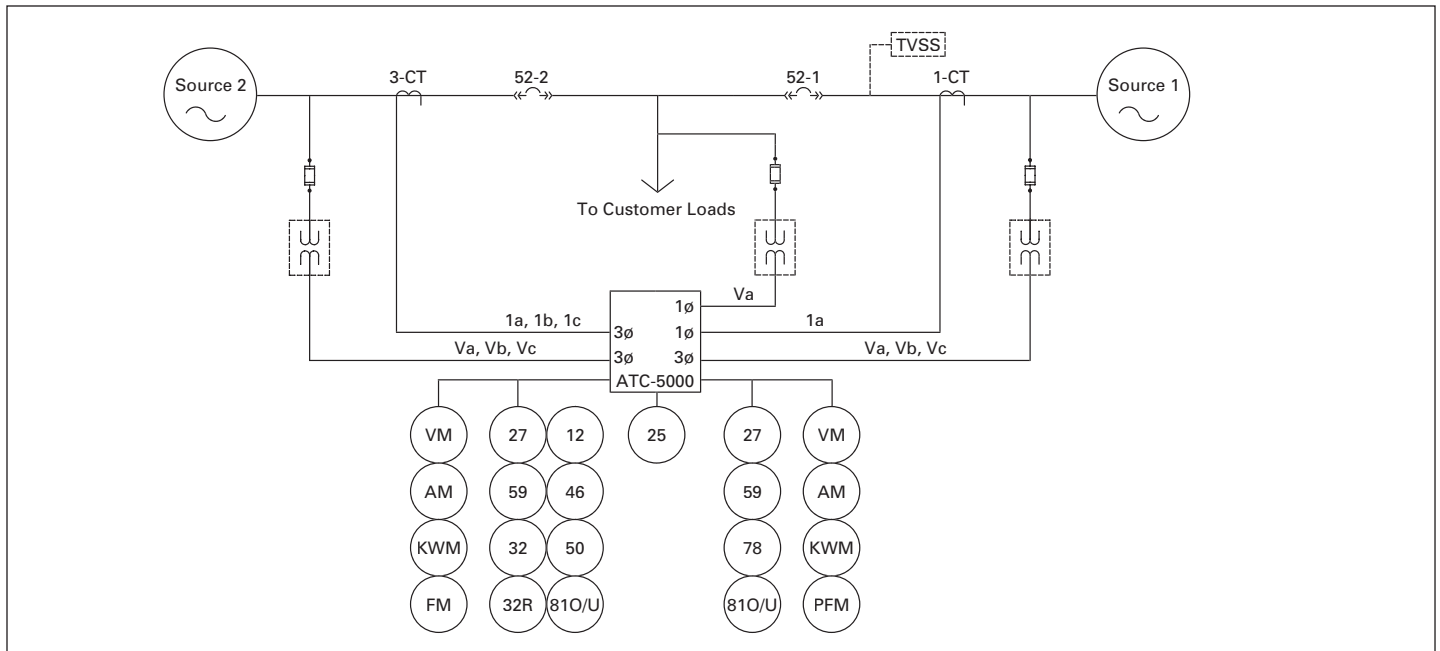 TVSS
Source 2
3-CT
52-2
52-1
1-CT
Source 1
To Customer Loads
Va
1ø
1a, 1b, 1c
3ø
1ø
1a
Va, Vb, Vc
3ø
3ø
Va, Vb, Vc
ATC-5000
VM
27
12
25
27
VM
AM
59
46
59
AM
KWM
32
50
78
KWM
FM
32R
81O/U
81O/U
PFM